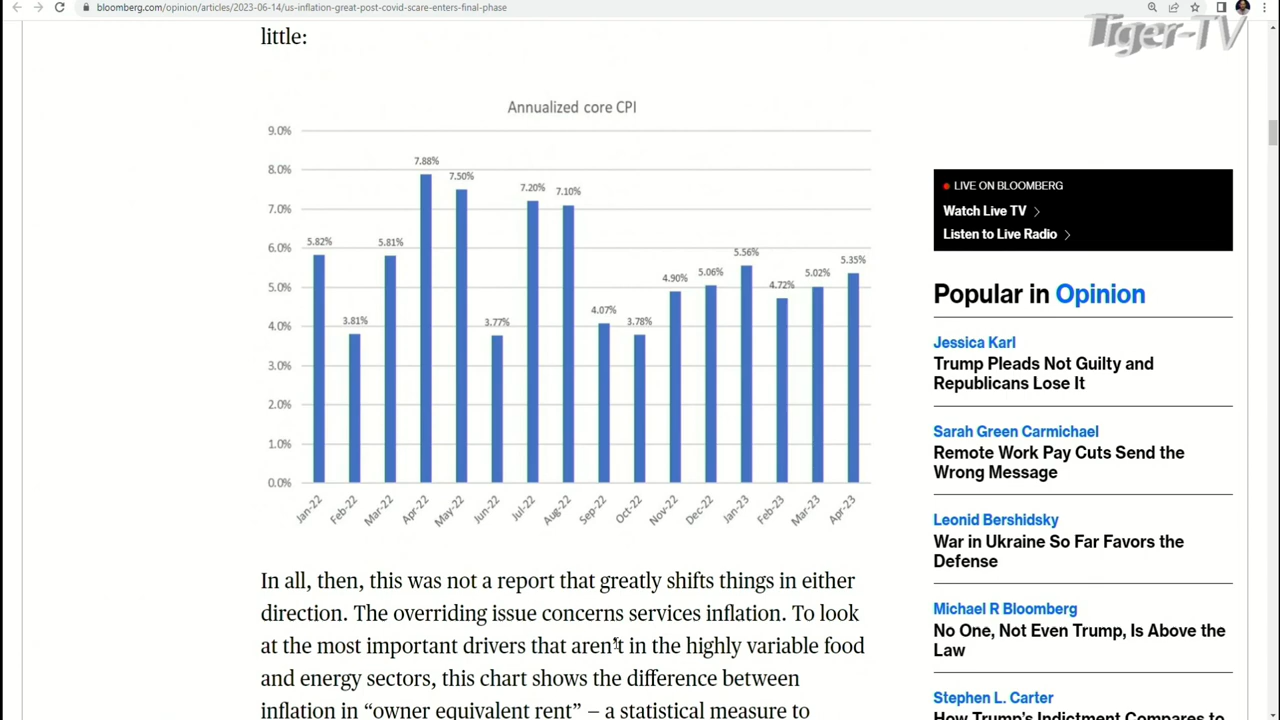 bloomberg.com/opinion/articles/2023-06-14/us-inflation-great-post-covid-scare-enters-final-phase
Tiger-TV
little:
Annualized core CPI
9.0%
8.0%
7.0%
6.0%
5.0%
4.0%
3.0%
2.0%
1.0%
0.0%
5.82%
3.81%
5.81%
7.88%
7.50%
3.77%
7.20%
7.10%
4.07%
3.78%
4.90%
5.06%
5.56%
4.72%
5.02%
5.35%
Jan-22
Feb-22
Mar-22
Apr-22
May-22
Jun-22
Jul-22
Aug-22
Sep-22
Oct-22
Nov-22
Dec-22
Jan-23
Feb-23
Mar-23
Apr-23
In all, then, this was not a report that greatly shifts things in either
direction. The overriding issue concerns services inflation. To look
at the most important drivers that aren't in the highly variable food
and energy sectors, this chart shows the difference between
inflation in “owner equivalent rent” – a statistical measure to
LIVE ON BLOOMBERG
Watch Live TV
Listen to Live Radio
Popular in Opinion
Jessica Karl
Trump Pleads Not Guilty and
Republicans Lose It
Sarah Green Carmichael
Remote Work Pay Cuts Send the
Wrong Message
Leonid Bershidsky
War in Ukraine So Far Favors the
Defense
Michael R Bloomberg
No One, Not Even Trump, Is Above the
Law
Stephen L. Carter
How Trump's Indictment Compares to